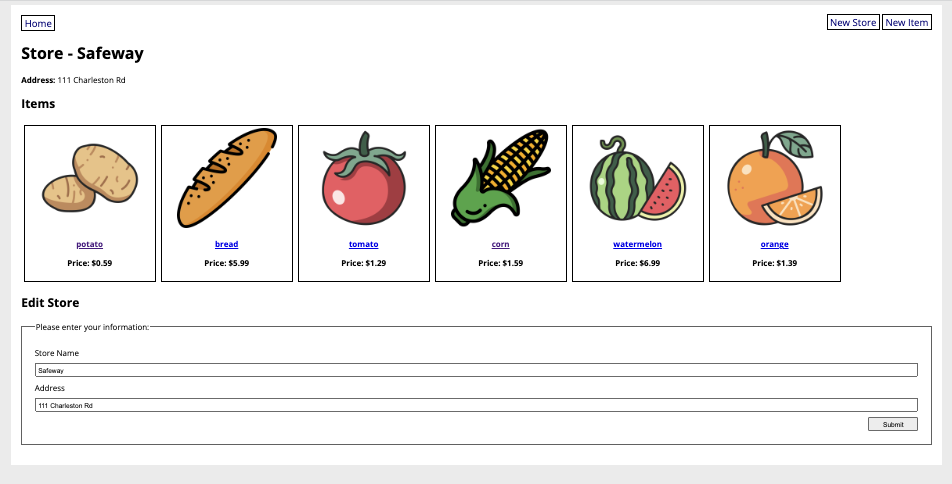 Home
New Store
New Item
Store - Safeway
Address: 111 Charleston Rd
Items
potato
Price: $0.59
bread
Price: $5.99
tomato
Price: $1.29
corn
Price: $1.59
watermelon
Price: $6.99
orange
Price: $1.39
Edit Store
Please enter your information:
Store Name
Safeway
Address
111 Charleston Rd
Submit